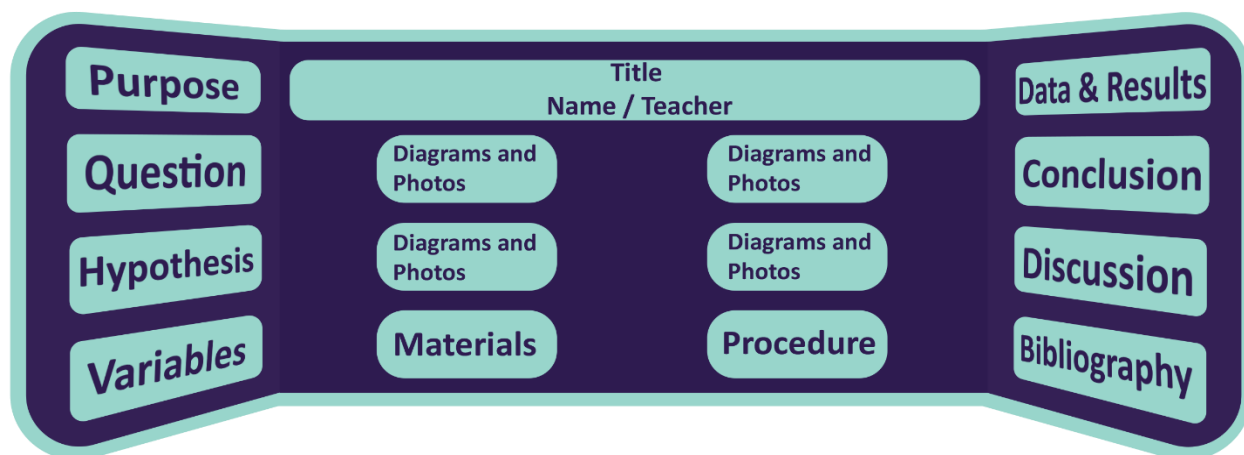 Purpose
Question
Hypothesis
Variables
Title
Name / Teacher
Diagrams and
Photos
Diagrams and
Photos
Diagrams and
Photos
Diagrams and
Photos
Materials
Procedure
Data & Results
Conclusion
Discussion
Bibliography